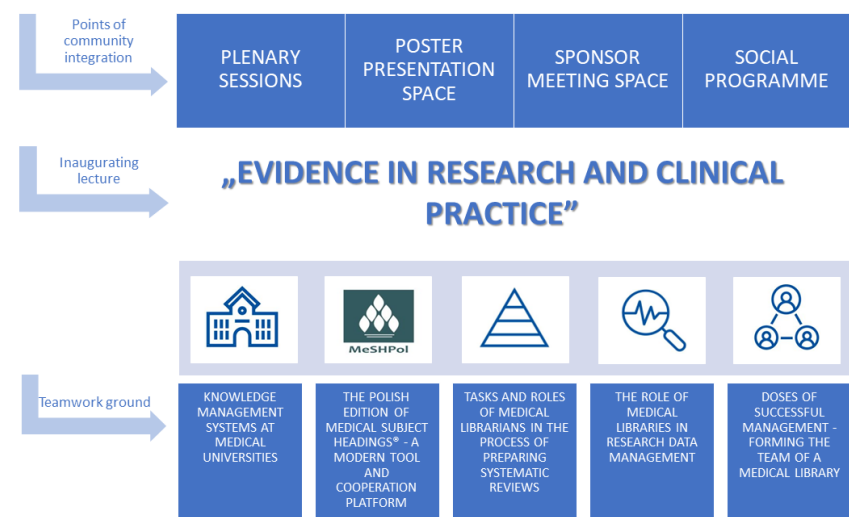 Points of
community
integration
PLENARY
SESSIONS
POSTER
PRESENTATION
SPACE
SPONSOR
MEETING SPACE
SOCIAL
PROGRAMME
Inaugurating
lecture
„EVIDENCE IN RESEARCH AND CLINICAL
PRACTICE”
MeSHPol
Teamwork ground
KNOWLEDGE
MANAGEMENT
SYSTEMS AT
MEDICAL
UNIVERSITIES
THE POLISH
EDITION OF
MEDICAL SUBJECT
HEADINGS® - A
MODERN TOOL
AND
COOPERATION
PLATFORM
TASKS AND ROLES
OF MEDICAL
LIBRARIANS IN THE
PROCESS OF
PREPARING
SYSTEMATIC
REVIEWS
THE ROLE OF
MEDICAL
LIBRARIES IN
RESEARCH DATA
MANAGEMENT
DOSES OF
SUCCESSFUL
MANAGEMENT -
FORMING THE
TEAM OF A
MEDICAL LIBRARY